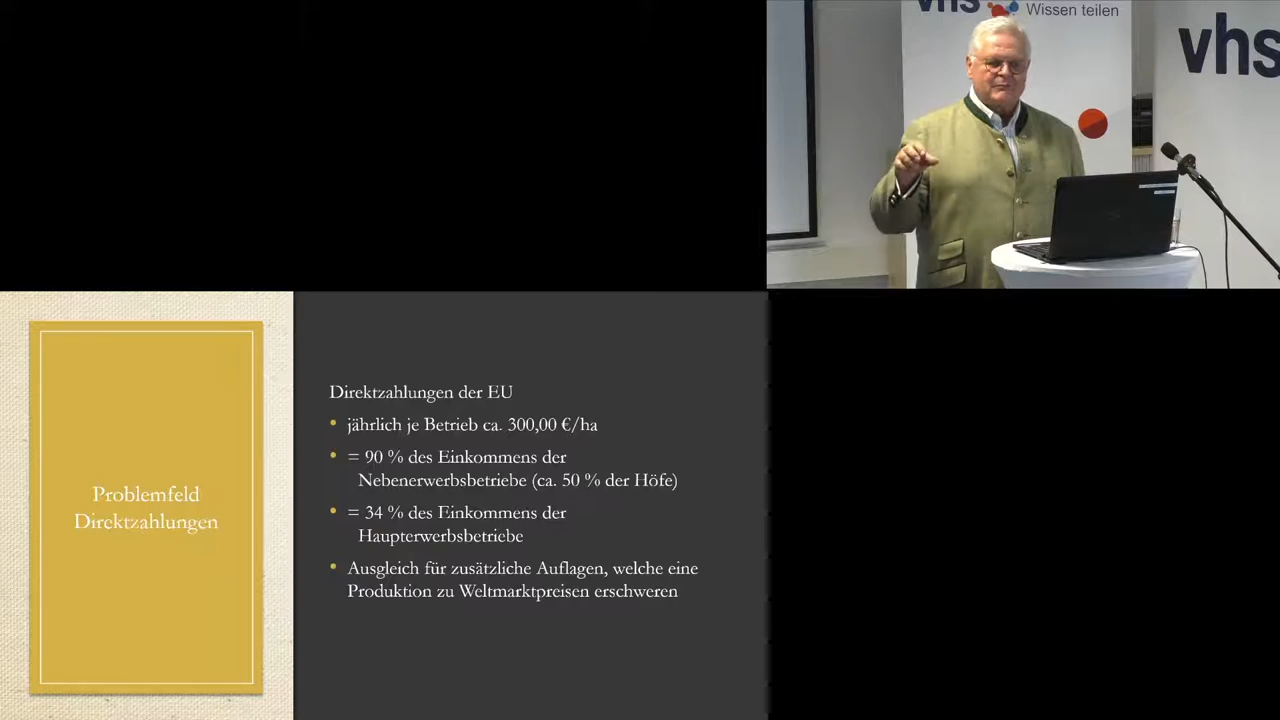 vhs
Wissen teilen
vhs
Problemfeld
Direktzahlungen
Direktzahlungen der EU
• jährlich je Betrieb ca. 300,00 €/ha
• = 90 % des Einkommens der
Nebenerwerbsbetriebe (ca. 50 % der Höfe)
• = 34 % des Einkommens der
Haupterwerbsbetriebe
• Ausgleich für zusätzliche Auflagen, welche eine
Produktion zu Weltmarktpreisen erschweren